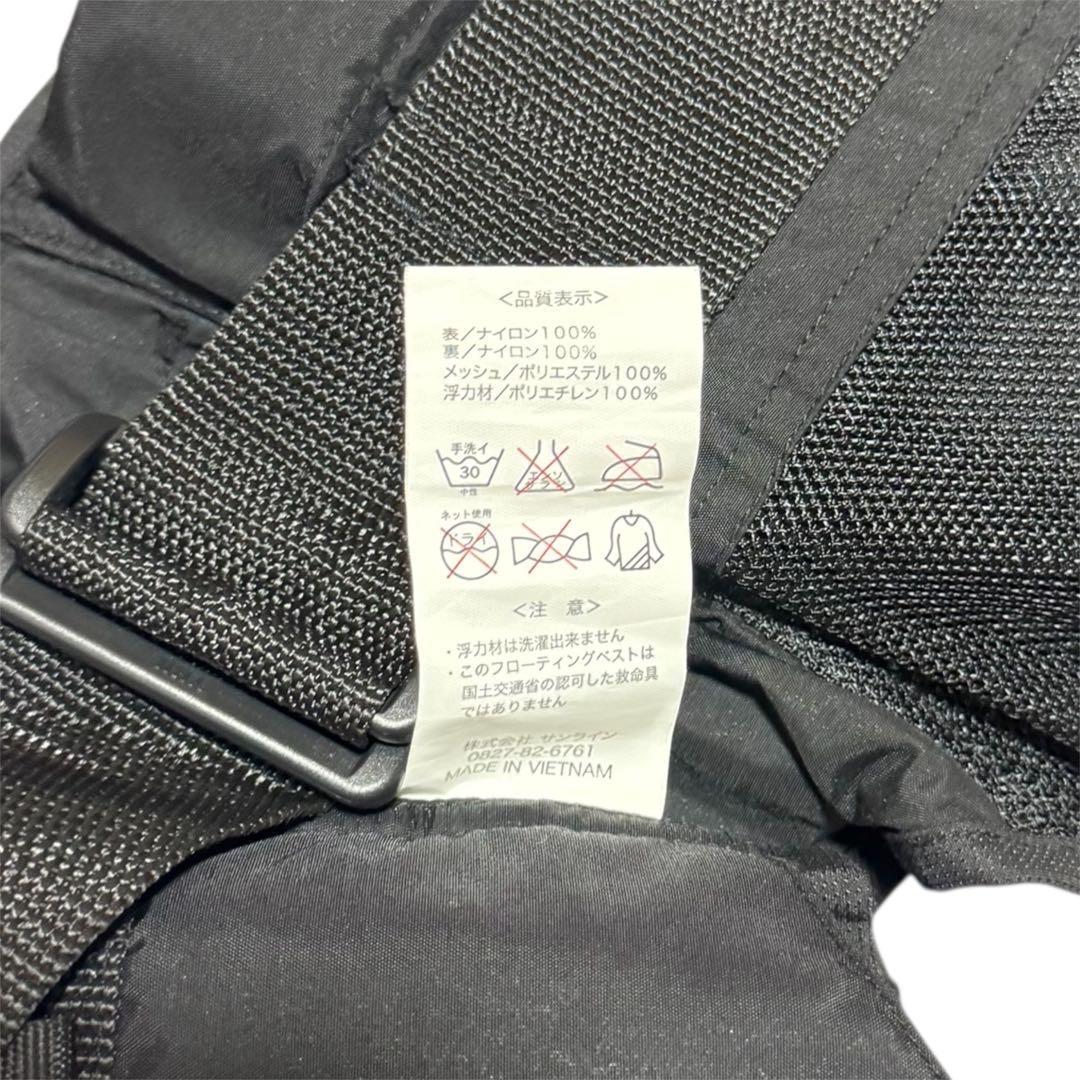 ＜品質表示＞
表／ナイロン100%
裏／ナイロン100%
メッシュ／ポリエステル100%
浮力材／ポリエチレン100%
手洗イ
30
中性
エンソ
サラシ
ネット使用
ドライ
＜注 意＞
・浮力材は洗濯出来ません
・このフローティングベストは
国土交通省の認可した救命具
ではありません
株式会社 サンライン
0827-82-6761
MADE IN VIETNAM